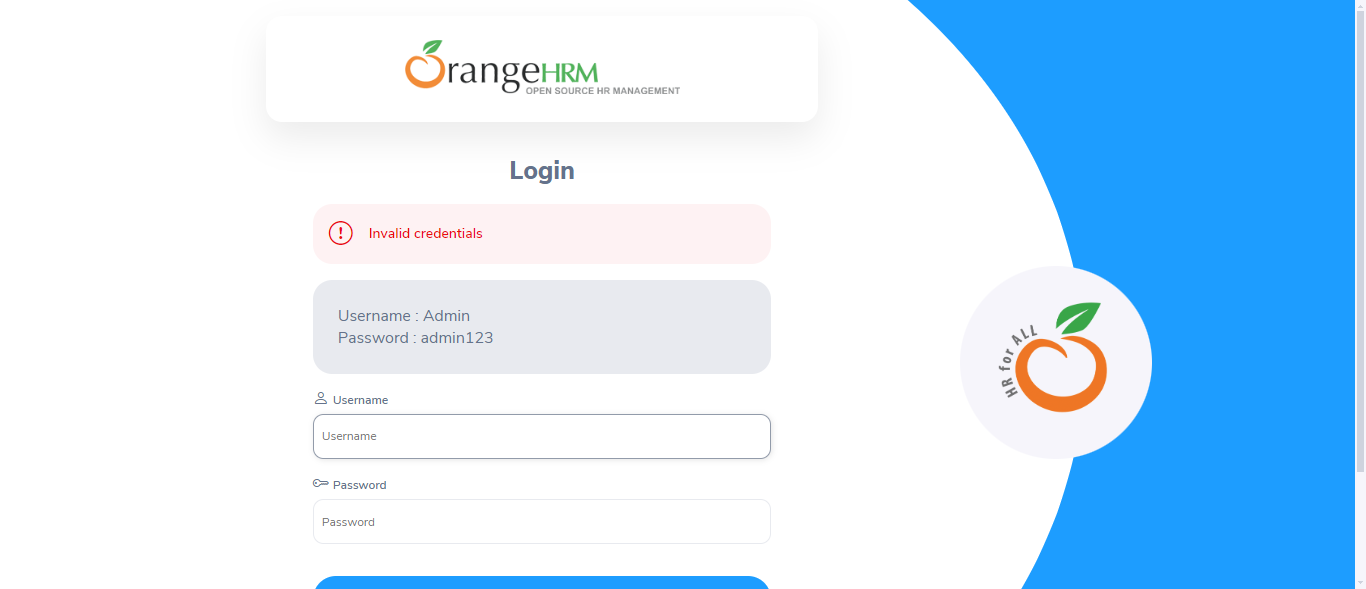 OrangeHRM
OPEN SOURCE HR MANAGEMENT
Login
Invalid credentials
Username : Admin
Password : admin123
Username
Username
Password
Password
HR for ALL